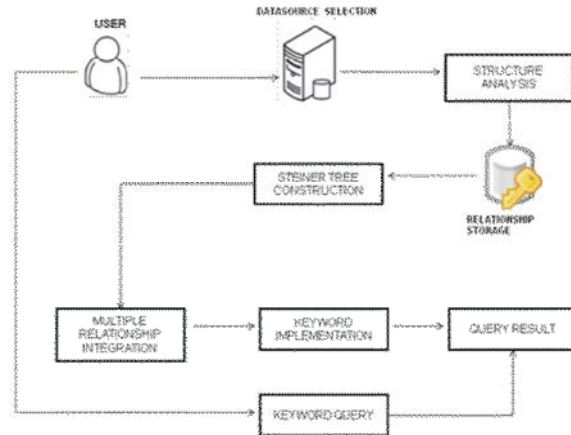 DATASOURCE SELECTION
USER
STRUCTURE
ANALYSIS
STEINER TREE
CONSTRUCTION
RELATIONSHIP
STORAGE
MULTIPLE
RELATIONSHIP
INTEGRATION
KEYWORD
IMPLEMENTATION
QUERY RESULT
KEYWORD QUERY